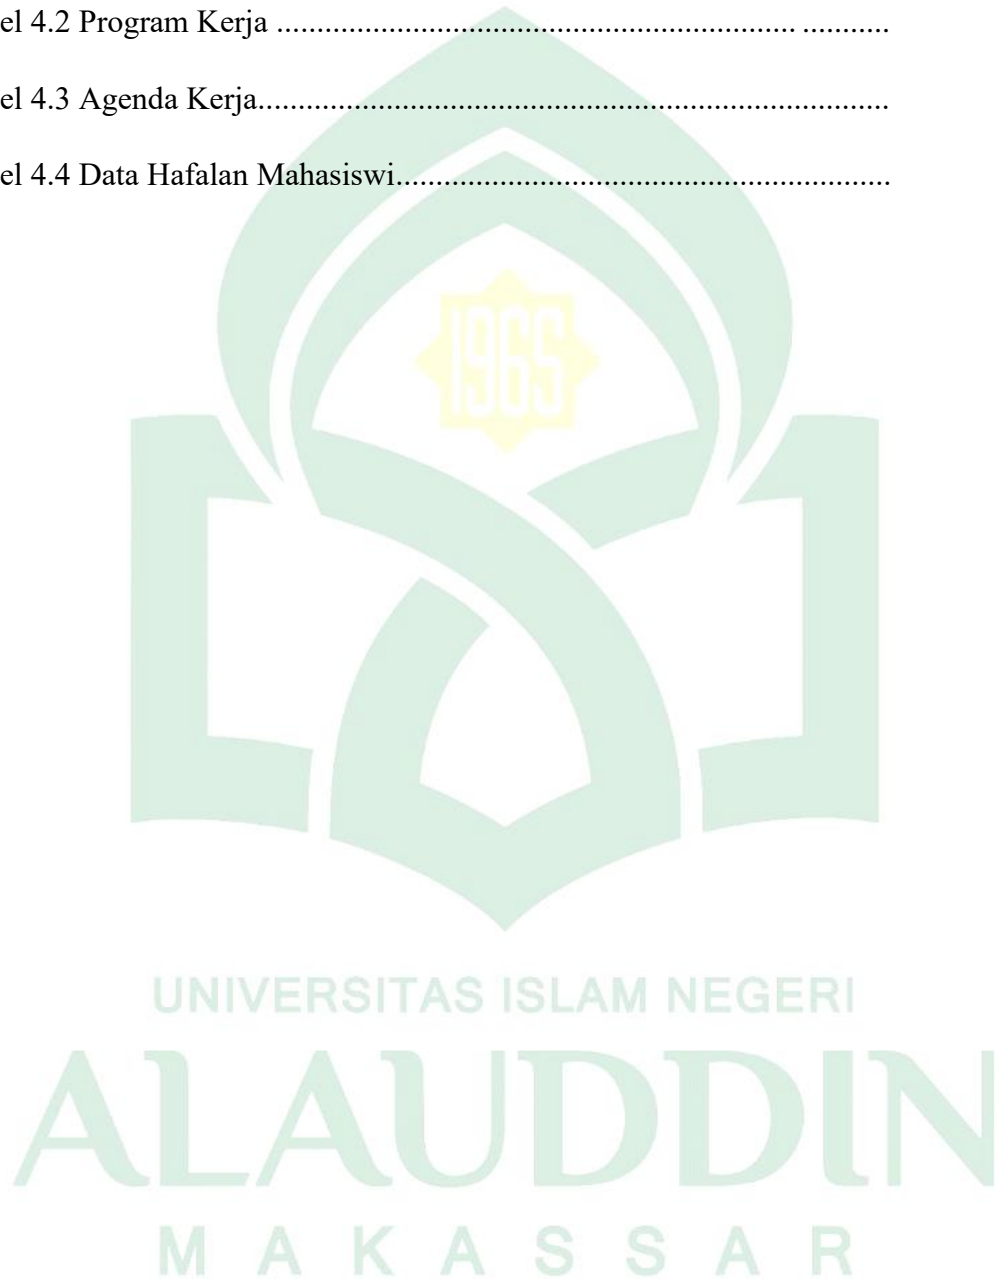 el 4.2 Program Kerja ................................................................ ...........
el 4.3 Agenda Kerja..............................................................................
el 4.4 Data Hafalan Mahasiswi.............................................................
1965
UNIVERSITAS ISLAM NEGERI
ALAUDDIN
MAKASSAR